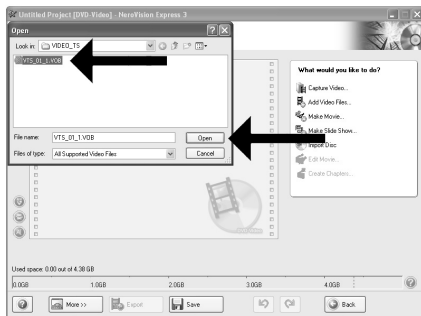 Untitled Project [DVD-Video] - NeroVision Express 3
Open
Look in: VIDEO_TS
VTS_01_1.VOB
File name: VTS_01_1.VOB Open
Files of type: All Supported Video Files Cancel
What would you like to do?
Capture Video...
Add Video Files...
Make Movie...
Make Slide Show...
Import Disc
Edit Movie...
Create Chapters...
Used space: 0.00 out of 4.38 GB
0.0GB 1.0GB 2.0GB 3.0GB 4.0GB
More >> Export Save Back